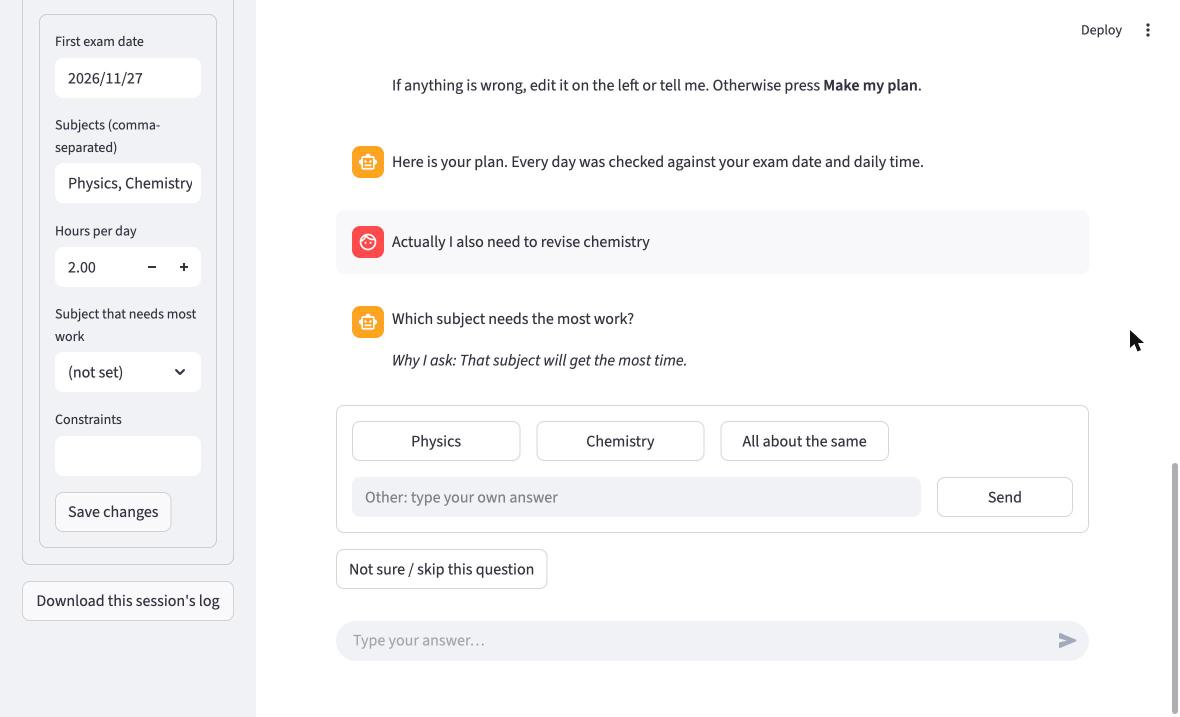 First exam date
2026/11/27
Subjects (comma-
separated)
Physics, Chemistry
Hours per day
2.00
Subject that needs most
work
(not set)
Constraints
Save changes
Download this session's log
Deploy
If anything is wrong, edit it on the left or tell me. Otherwise press Make my plan.
Here is your plan. Every day was checked against your exam date and daily time.
Actually I also need to revise chemistry
Which subject needs the most work?
Why I ask: That subject will get the most time.
Physics
Chemistry
All about the same
Other: type your own answer
Send
Not sure / skip this question
Type your answer…